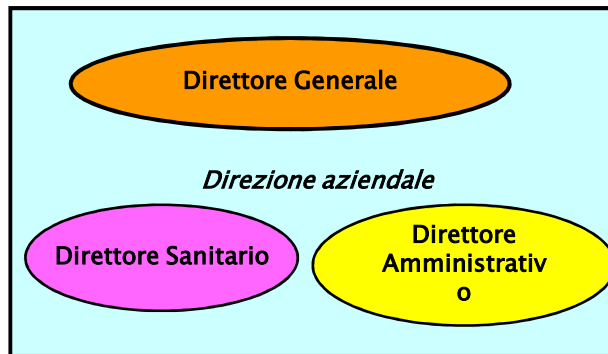 Direttore Generale
Direzione aziendale
Direttore Sanitario
Direttore
Amministrativ
o